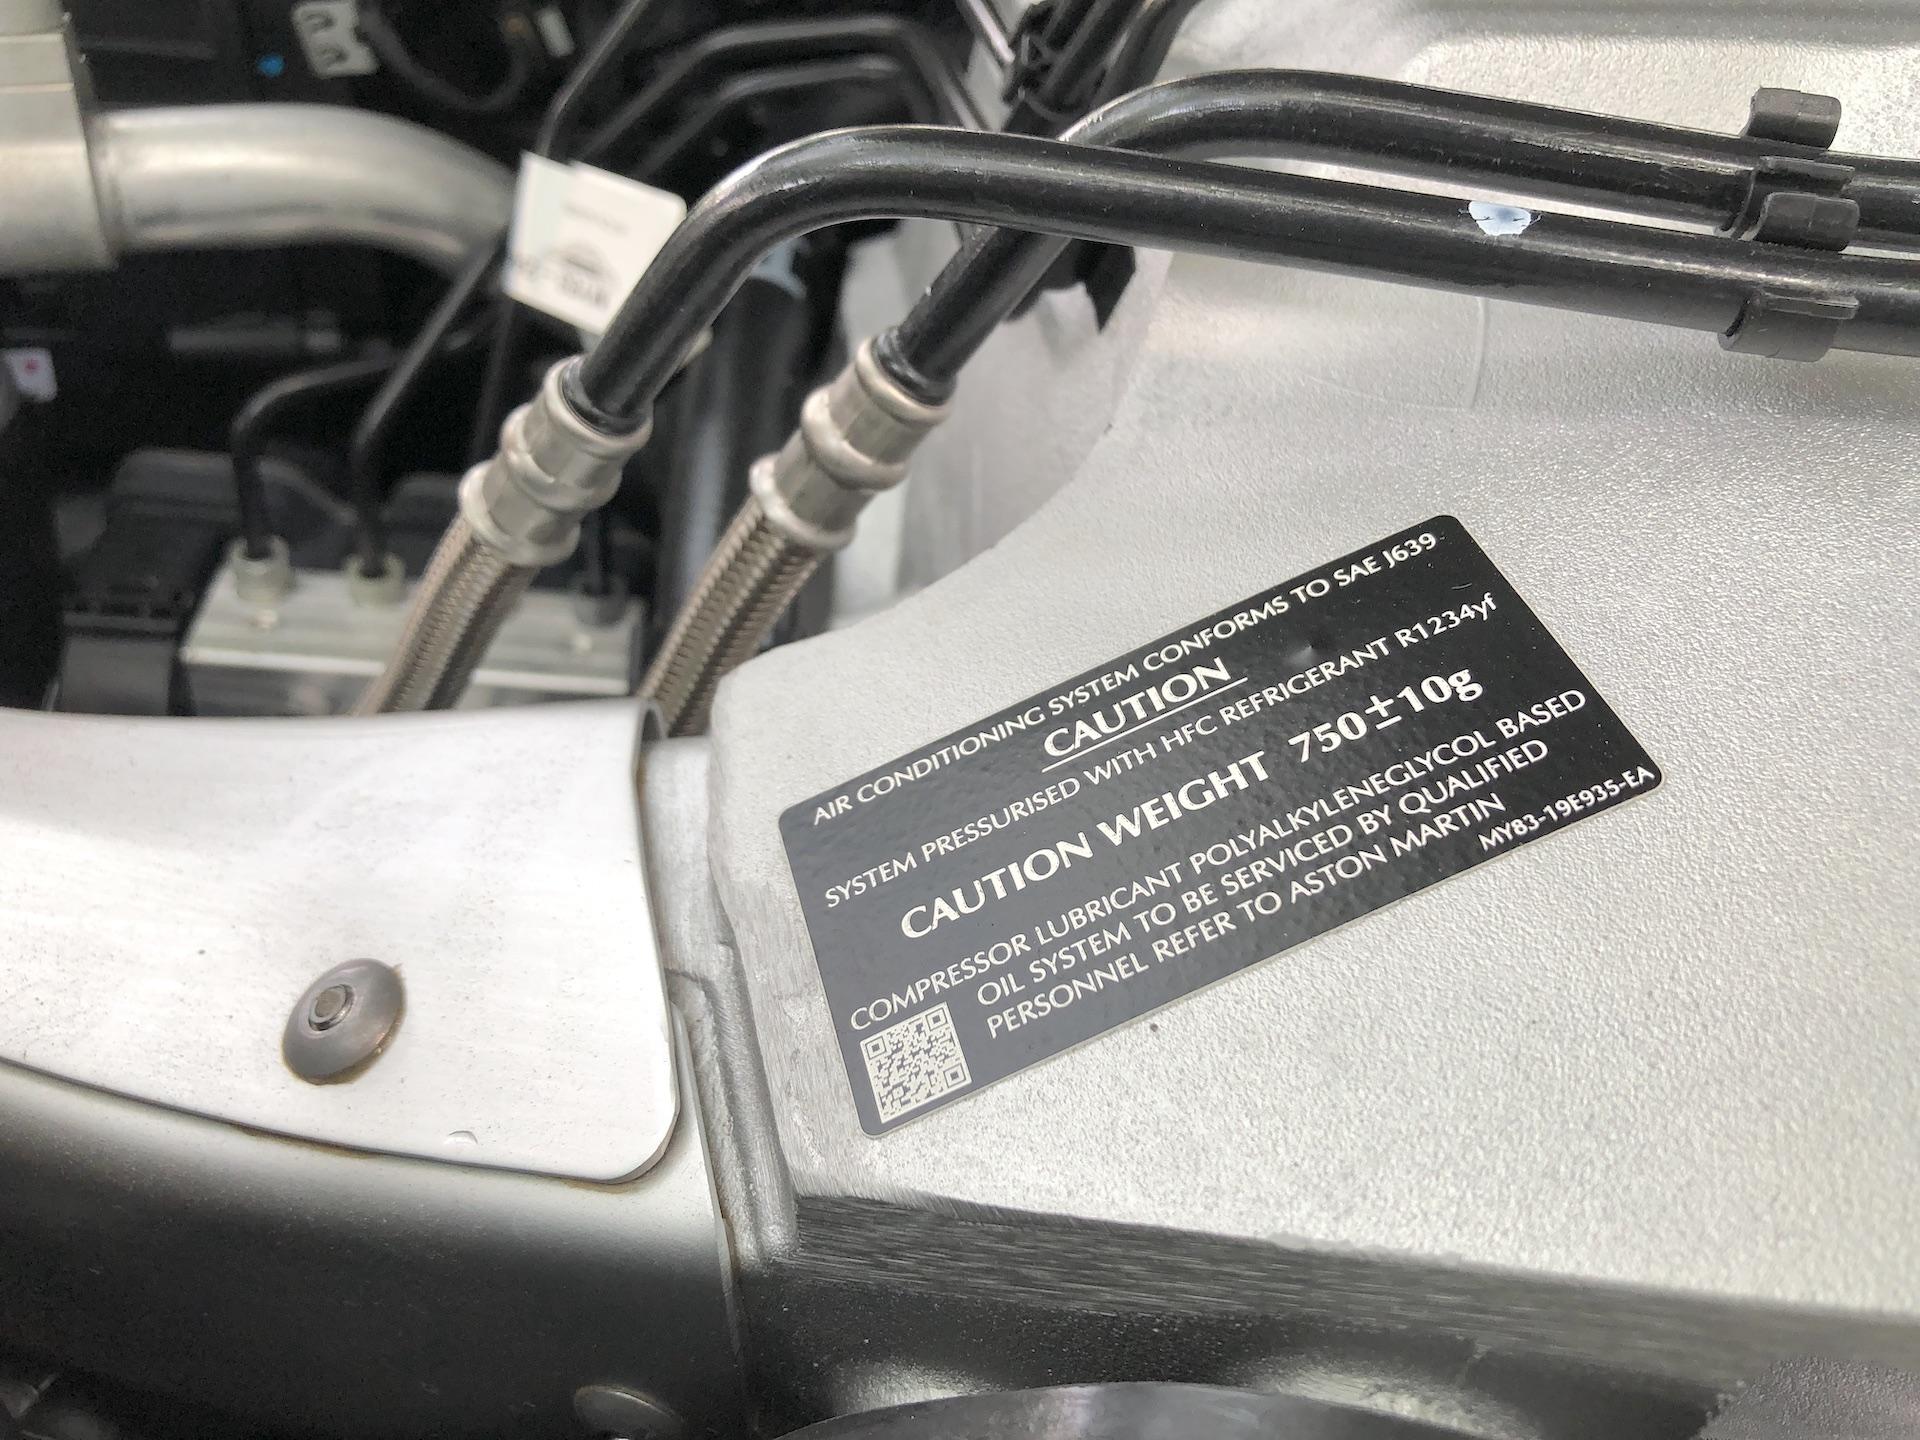 AIR CONDITIONING SYSTEM CONFORMS TO SAE J639
CAUTION
SYSTEM PRESSURISED WITH HFC REFRIGERANT R1234yf
CAUTION WEIGHT 750±10g
COMPRESSOR LUBRICANT POLYALKYLENEGLYCOL BASED
OIL SYSTEM TO BE SERVICED BY QUALIFIED
PERSONNEL REFER TO ASTON MARTIN
MY83-19E935-EA